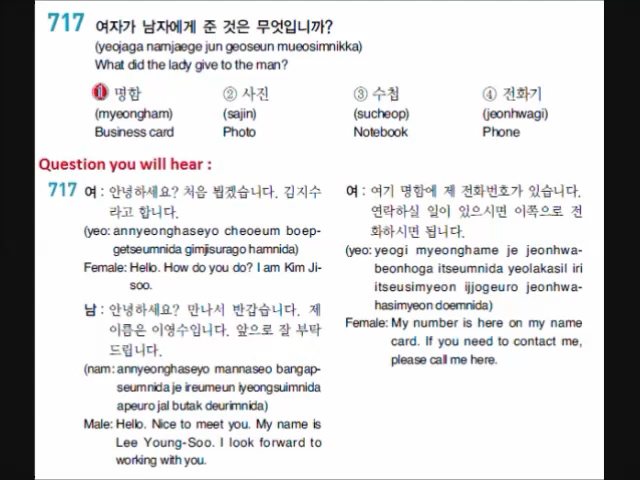 717 여자가 남자에게 준 것은 무엇입니까?
(yeojaga namjaege jun geoseun mueosimnikka)
What did the lady give to the man?
① 명함 ② 사진 ③ 수첩 ④ 전화기
(myeongham) (sajin) (sucheop) (jeonhwagi)
Business card Photo Notebook Phone
Question you will hear :
717 여 : 안녕하세요? 처음 뵙겠습니다. 김지수
라고 합니다.
(yeo: annyeonghaseyo cheoeum boep-
getseumnida gimjisurago hamnida)
Female: Hello. How do you do? I am Kim Ji-
soo.
남 : 안녕하세요? 만나서 반갑습니다. 제
이름은 이영수입니다. 앞으로 잘 부탁
드립니다.
(nam: annyeonghaseyo mannaseo bangap-
seumnida je ireumeun iyeongsuimnida
apeuro jal butak deurimnida)
Male: Hello. Nice to meet you. My name is
Lee Young-Soo. I look forward to
working with you.
여 : 여기 명함에 제 전화번호가 있습니다.
연락하실 일이 있으시면 이쪽으로 전
화하시면 됩니다.
(yeo: yeogi myeonghame je jeonhwa-
beonhoga itseumnida yeolakasil iri
itseusimyeon ijjogeuro jeonhwa-
hasimyeon doemnida)
Female: My number is here on my name
card. If you need to contact me,
please call me here.